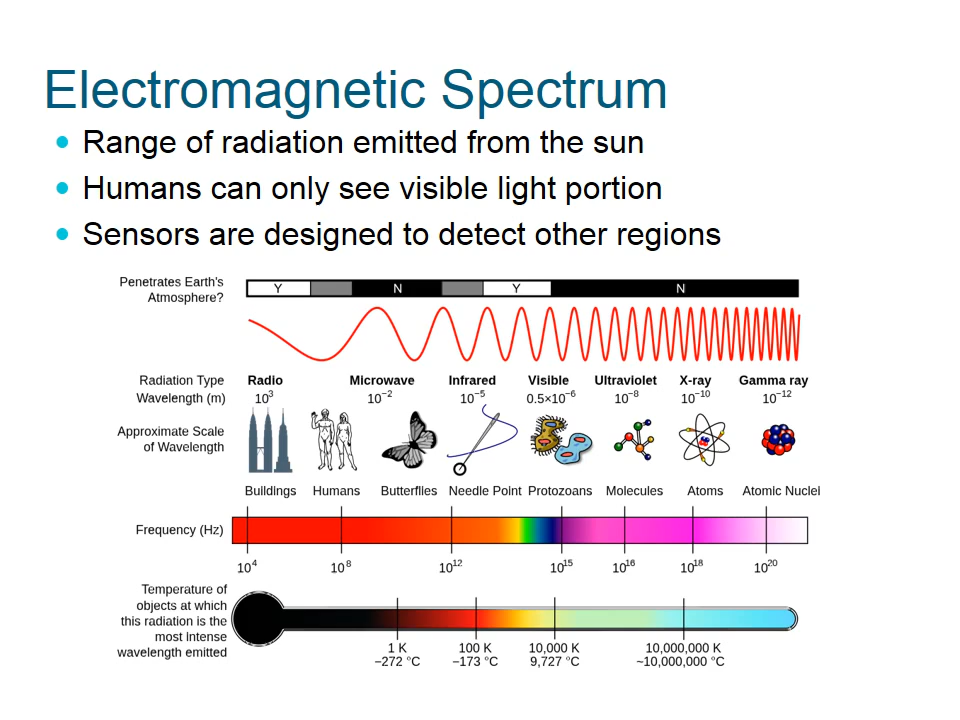 Electromagnetic Spectrum
Range of radiation emitted from the sun
Humans can only see visible light portion
Sensors are designed to detect other regions
Penetrates Earth's
Atmosphere?
Y N Y N
Radiation Type Radio Microwave Infrared Visible Ultraviolet X-ray Gamma ray
Wavelength (m) 10³ 10⁻² 10⁻⁵ 0.5×10⁻⁶ 10⁻⁸ 10⁻¹⁰ 10⁻¹²
Approximate Scale
of Wavelength
Buildings Humans Butterflies Needle Point Protozoans Molecules Atoms Atomic Nuclei
Frequency (Hz)
10⁴ 10⁸ 10¹² 10¹⁵ 10¹⁶ 10¹⁸ 10²⁰
Temperature of
objects at which
this radiation is the
most intense
wavelength emitted
1 K 100 K 10,000 K 10,000,000 K
−272 °C −173 °C 9,727 °C ~10,000,000 °C